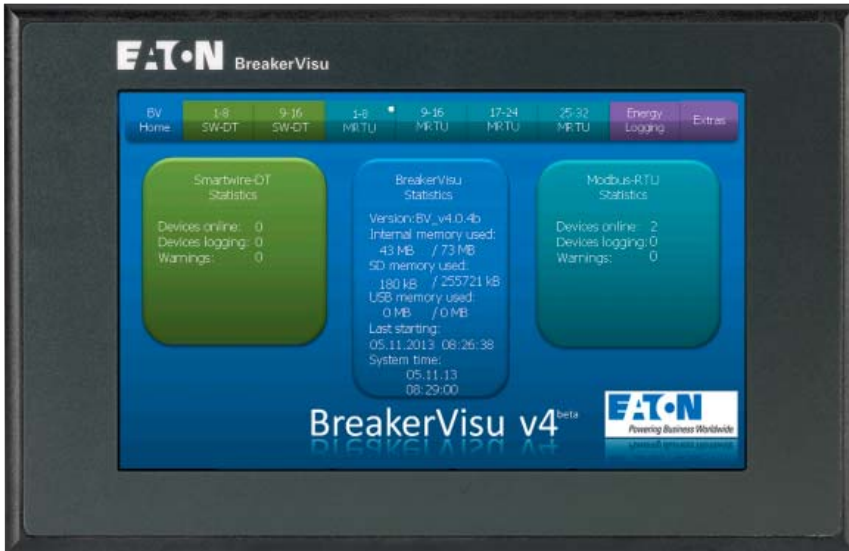 EATON BreakerVisu
BV Home
1-8 SW-DT
9-16 SW-DT
1-8 MRTU
9-16 MRTU
17-24 MRTU
25-32 MRTU
Energy Logging
Extras
Smartwire-DT
Statistics
Devices online: 0
Devices logging: 0
Warnings: 0
BreakerVisu
Statistics
Version:BV_v4.0.4b
Internal memory used:
43 MB / 73 MB
SD memory used:
180 kB / 255721 kB
USB memory used:
0 MB / 0 MB
Last starting:
05.11.2013 08:26:38
System time:
05.11.13
08:29:00
Modbus-RTU
Statistics
Devices online: 2
Devices logging: 0
Warnings: 0
BreakerVisu v4 beta
EATON
Powering Business Worldwide